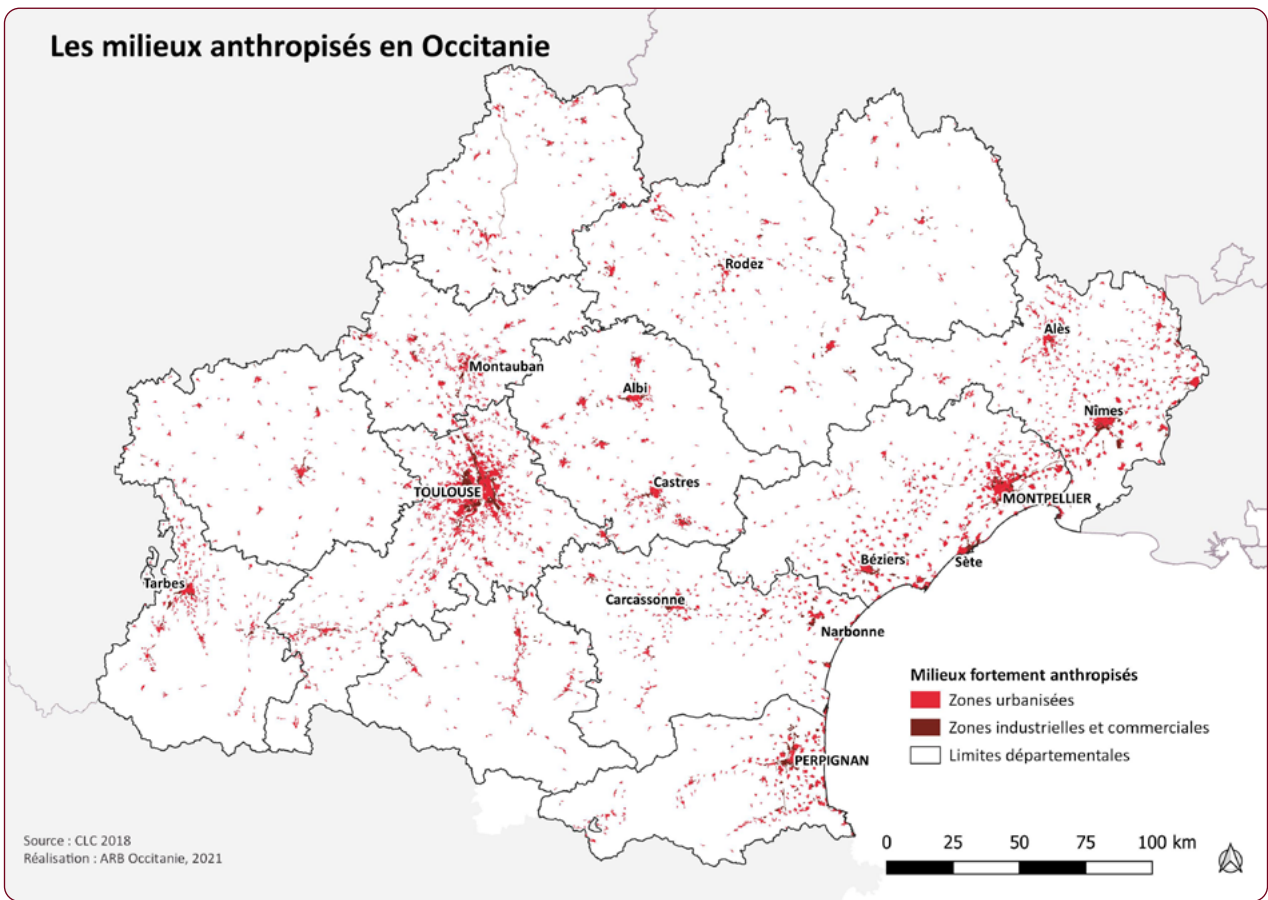 Les milieux anthropisés en Occitanie
Rodez
Alès
Montauban
Albi
Nîmes
Castres
TOULOUSE
MONTPELLIER
Béziers
Sète
Tarbes
Carcassonne
Narbonne
Milieux fortement anthropisés
Zones urbanisées
Zones industrielles et commerciales
Limites départementales
PERPIGNAN
Source : CLC 2018
Réalisation : ARB Occitanie, 2021
0 25 50 75 100 km